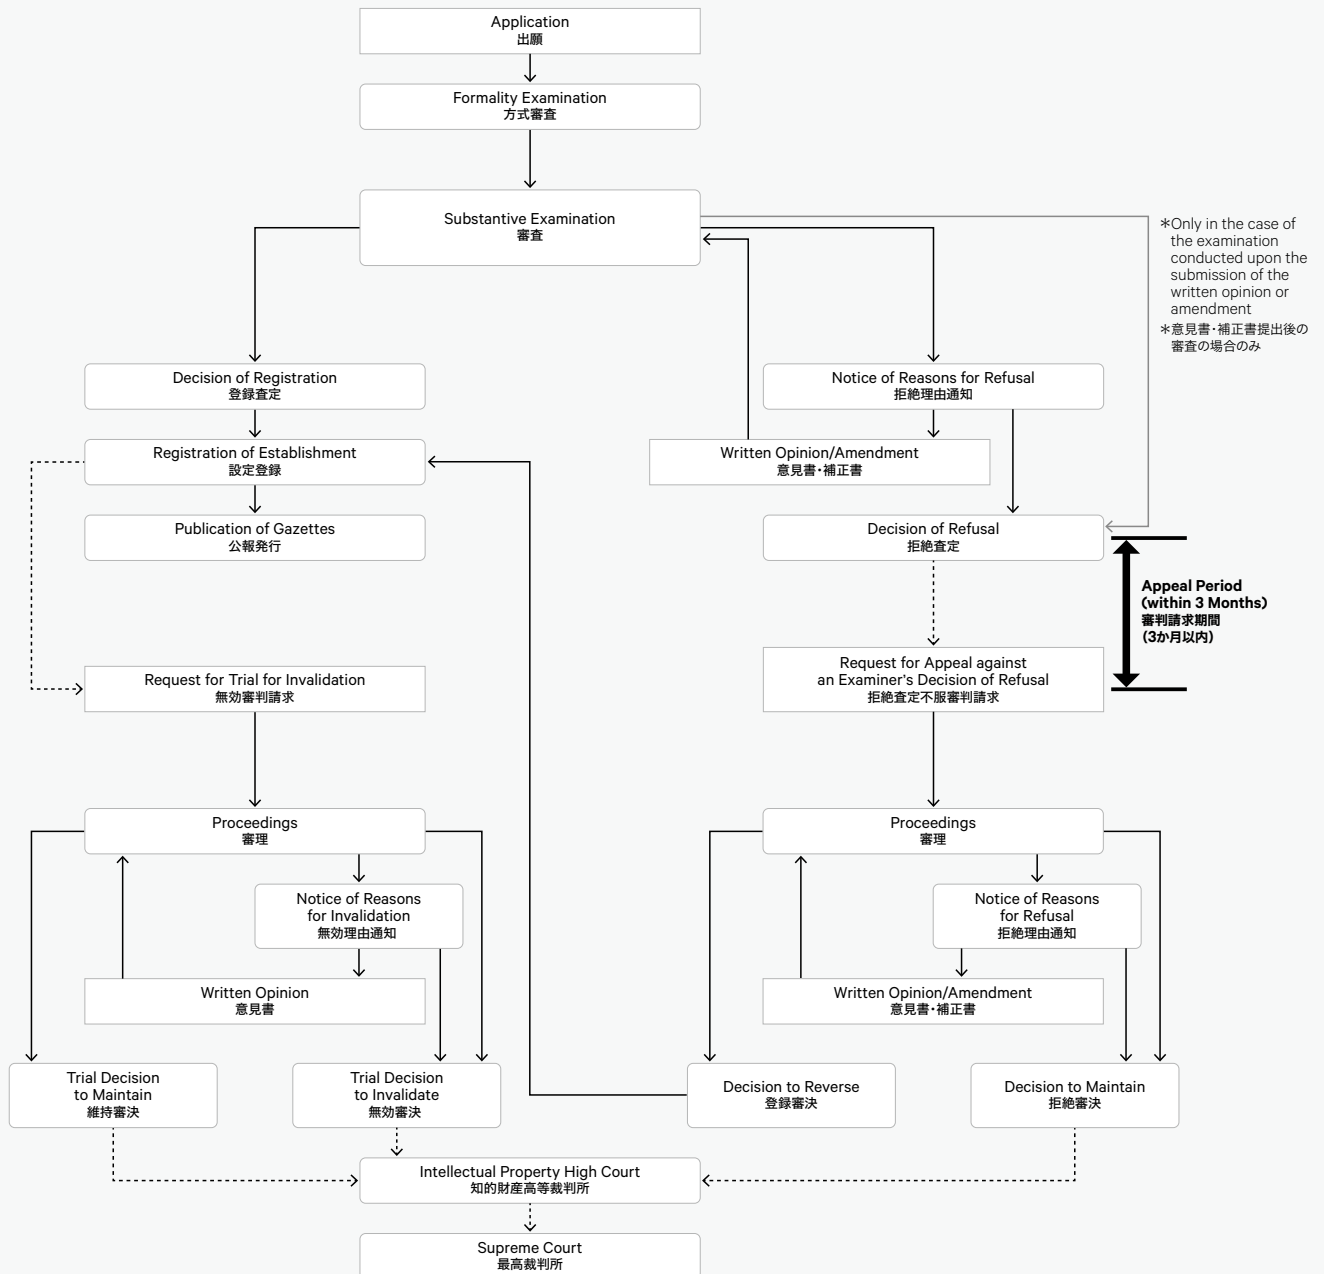 Application
出願
Formality Examination
方式審査
Substantive Examination
審査
＊Only in the case of
the examination
conducted upon the
submission of the
written opinion or
amendment
＊意見書・補正書提出後の
審査の場合のみ
Decision of Registration
登録査定
Notice of Reasons for Refusal
拒絶理由通知
Registration of Establishment
設定登録
Written Opinion/Amendment
意見書・補正書
Publication of Gazettes
公報発行
Decision of Refusal
拒絶査定
Appeal Period
(within 3 Months)
審判請求期間
(3か月以内)
Request for Trial for Invalidation
無効審判請求
Request for Appeal against
an Examiner's Decision of Refusal
拒絶査定不服審判請求
Proceedings
審理
Proceedings
審理
Notice of Reasons
for Invalidation
無効理由通知
Notice of Reasons
for Refusal
拒絶理由通知
Written Opinion
意見書
Written Opinion/Amendment
意見書・補正書
Trial Decision
to Maintain
維持審決
Trial Decision
to Invalidate
無効審決
Decision to Reverse
登録審決
Decision to Maintain
拒絶審決
Intellectual Property High Court
知的財産高等裁判所
Supreme Court
最高裁判所